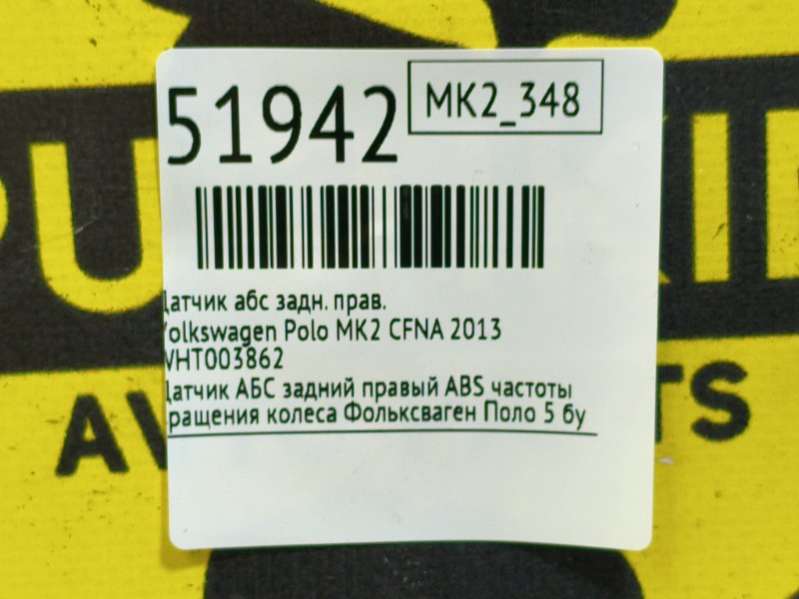 51942
MK2_348
Датчик абс задн. прав.
Volkswagen Polo MK2 CFNA 2013
WHT003862
Датчик АБС задний правый ABS частоты
вращения колеса Фольксваген Поло 5 бу